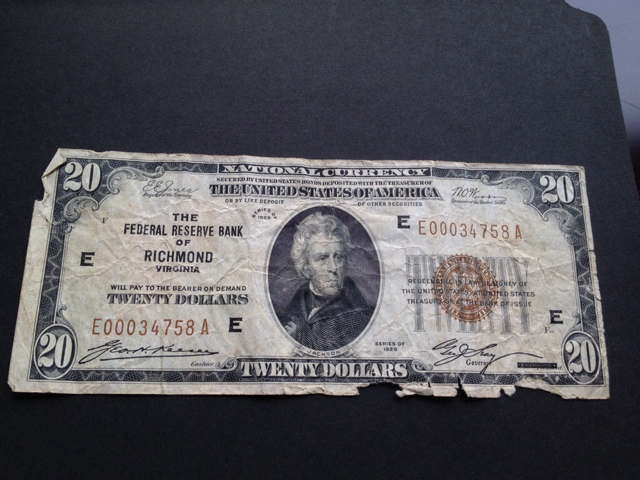 NATIONAL CURRENCY
SECURED BY UNITED STATES BONDS DEPOSITED WITH THE TREASURER OF
THE UNITED STATES OF AMERICA
OR BY LIKE DEPOSIT OF OTHER SECURITIES
20
20
E.E. Jones
SERIES OF 1929
F
THE
FEDERAL RESERVE BANK
OF
RICHMOND
VIRGINIA
E
WILL PAY TO THE BEARER ON DEMAND
TWENTY DOLLARS
E00034758A E
JACKSON
E E00034758A
TWENTY
REDEEMABLE IN LAWFUL MONEY OF
THE UNITED STATES AT UNITED STATES
TREASURY OR AT THE BANK OF ISSUE
E
SERIES OF
1929
Cashier
Governor
20
20
TWENTY DOLLARS